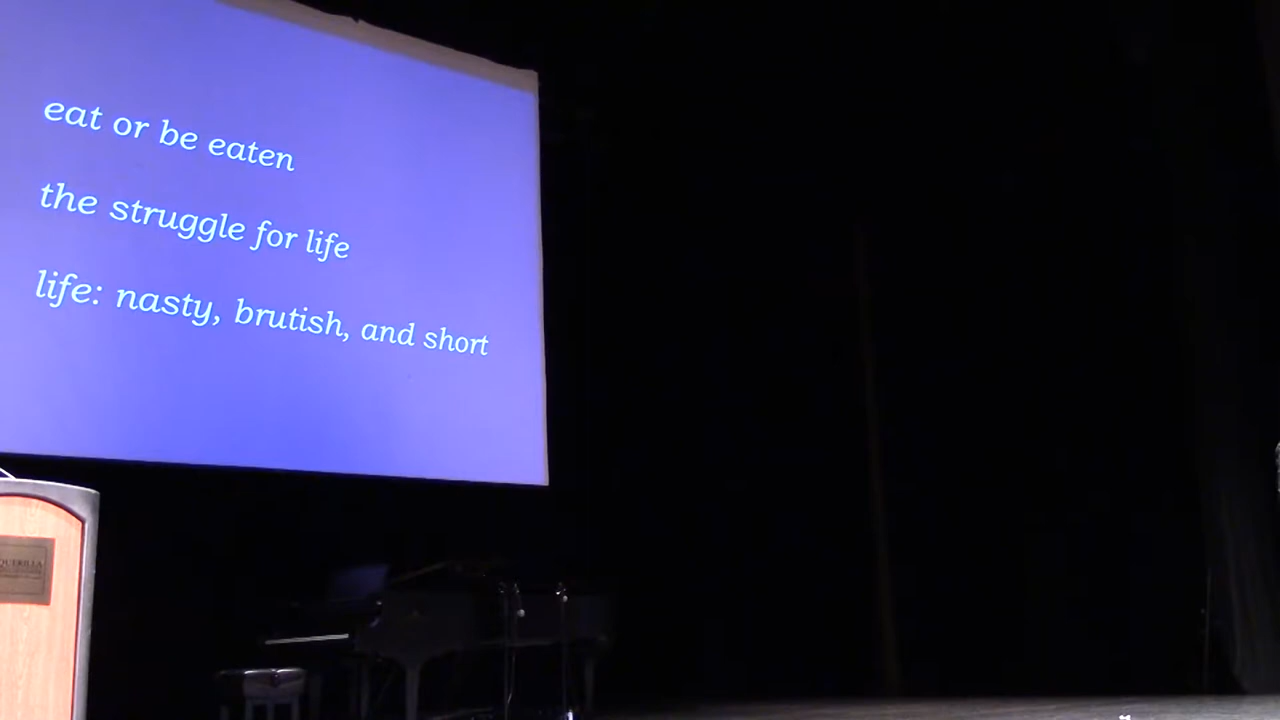 eat or be eaten
the struggle for life
life: nasty, brutish, and short